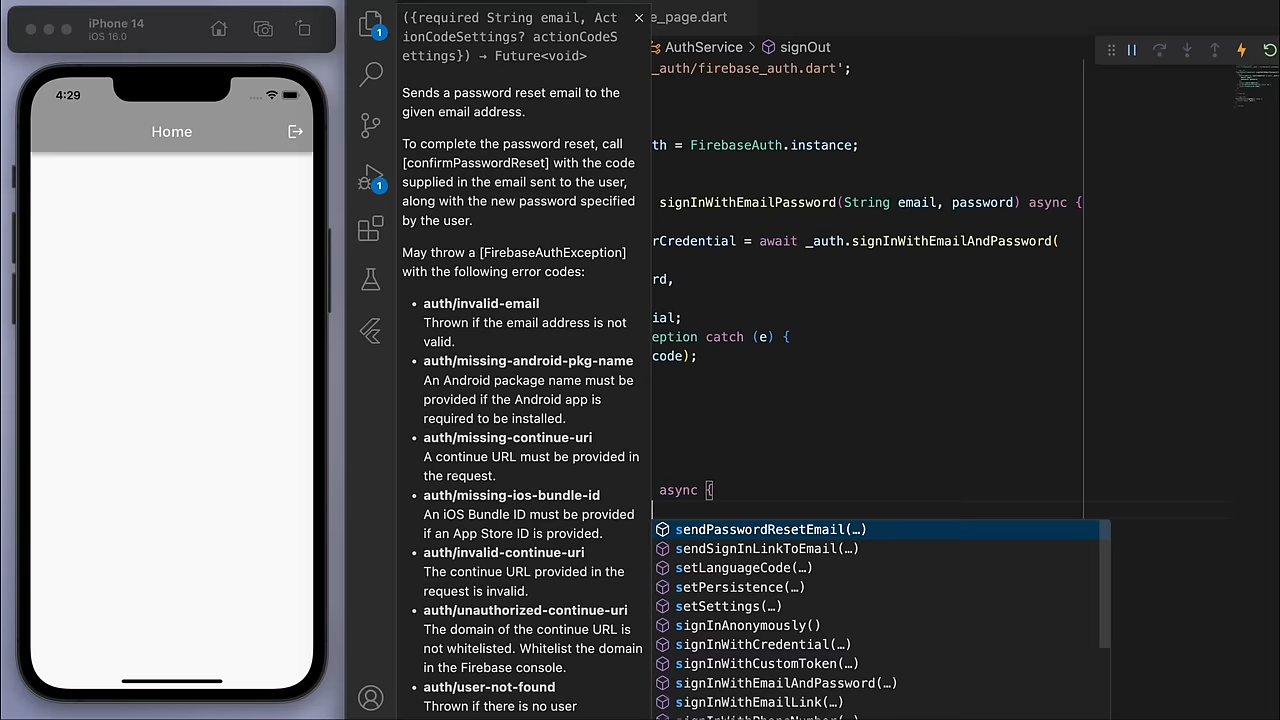 iPhone 14
iOS 16.0
4:29
Home
1
1
({required String email, Act
ionCodeSettings? actionCodeS
ettings}) → Future<void>
Sends a password reset email to the
given email address.
To complete the password reset, call
[confirmPasswordReset] with the code
supplied in the email sent to the user,
along with the new password specified
by the user.
May throw a [FirebaseAuthException]
with the following error codes:
• auth/invalid-email
Thrown if the email address is not
valid.
• auth/missing-android-pkg-name
An Android package name must be
provided if the Android app is
required to be installed.
• auth/missing-continue-uri
A continue URL must be provided in
the request.
• auth/missing-ios-bundle-id
An iOS Bundle ID must be provided
if an App Store ID is provided.
• auth/invalid-continue-uri
The continue URL provided in the
request is invalid.
• auth/unauthorized-continue-uri
The domain of the continue URL is
not whitelisted. Whitelist the domain
in the Firebase console.
• auth/user-not-found
Thrown if there is no user
e_page.dart
AuthService > signOut
_auth/firebase_auth.dart';
th = FirebaseAuth.instance;
signInWithEmailPassword(String email, password) async {
rCredential = await _auth.signInWithEmailAndPassword(
rd,
ial;
eption catch (e) {
code);
async {
sendPasswordResetEmail(…)
sendSignInLinkToEmail(…)
setLanguageCode(…)
setPersistence(…)
setSettings(…)
signInAnonymously()
signInWithCredential(…)
signInWithCustomToken(…)
signInWithEmailAndPassword(…)
signInWithEmailLink(…)
signInWithPhoneNumber(…)